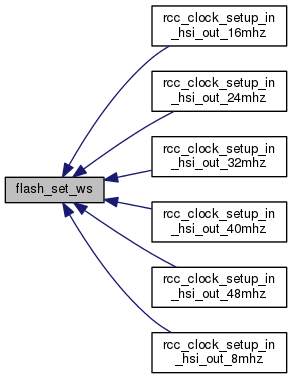 rcc_clock_setup_in
_hsi_out_16mhz
rcc_clock_setup_in
_hsi_out_24mhz
rcc_clock_setup_in
_hsi_out_32mhz
flash_set_ws
rcc_clock_setup_in
_hsi_out_40mhz
rcc_clock_setup_in
_hsi_out_48mhz
rcc_clock_setup_in
_hsi_out_8mhz